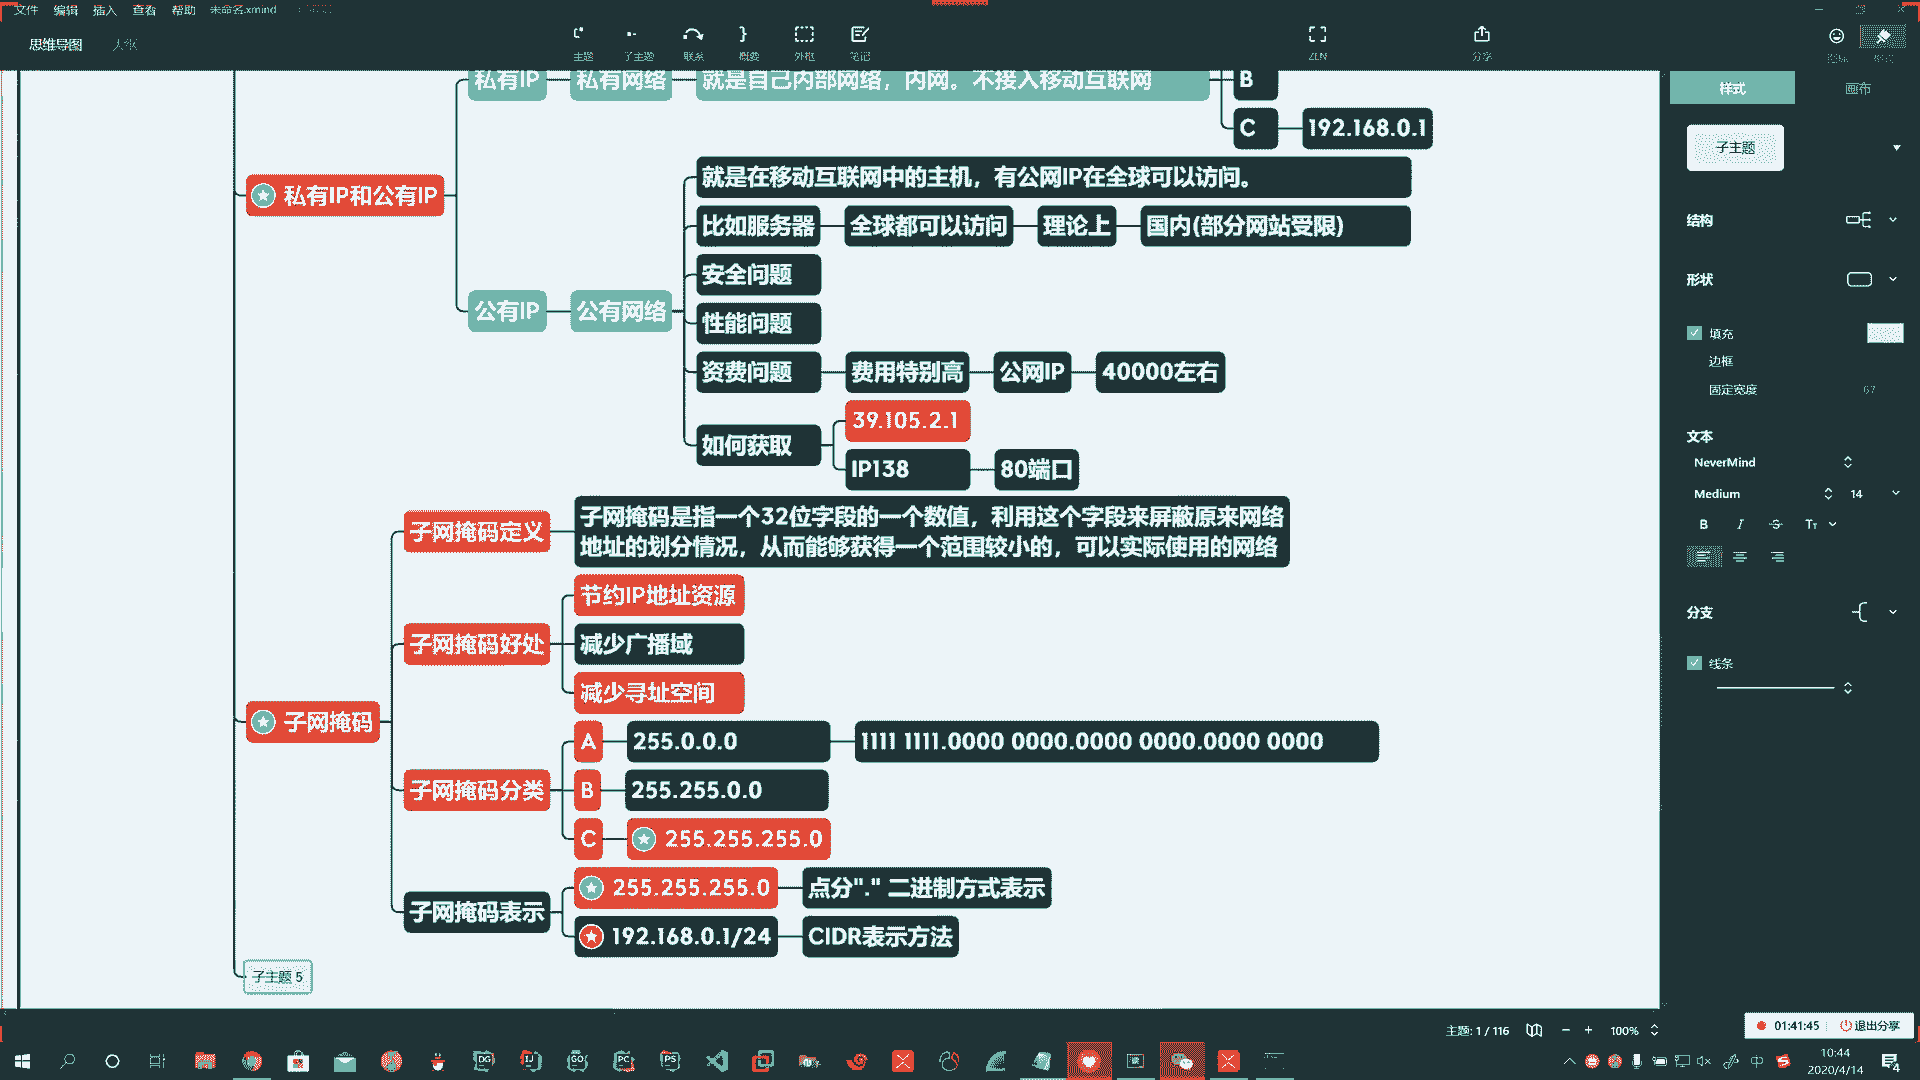 文件 编辑 插入 查看 帮助 未命名.xmind
思维导图 大纲
主题 子主题 联系 概要 外框 笔记 ZEN 分享
私有IP 私有网络 就是自己内部网络，内网。不接入移动互联网 B
C 192.168.0.1
私有IP和公有IP
就是在移动互联网中的主机，有公网IP在全球可以访问。
比如服务器 全球都可以访问 理论上 国内(部分网站受限)
安全问题
公有IP 公有网络
性能问题
资费问题 费用特别高 公网IP 40000左右
如何获取
39.105.2.1
IP138 80端口
子网掩码
子网掩码定义
子网掩码是指一个32位字段的一个数值，利用这个字段来屏蔽原来网络
地址的划分情况，从而能够获得一个范围较小的，可以实际使用的网络
子网掩码好处
节约IP地址资源
减少广播域
减少寻址空间
子网掩码分类
A 255.0.0.0 1111 1111.0000 0000.0000 0000.0000 0000
B 255.255.0.0
C 255.255.255.0
子网掩码表示
255.255.255.0 点分"." 二进制方式表示
192.168.0.1/24 CIDR表示方法
子主题 5
样式 画布
子主题
结构
形状
填充
边框
固定宽度 67
文本
NeverMind
Medium 14
B I S Tт
分支
线条
主题: 1 / 116 100%
01:41:45 退出分享
DG IJ GO PC PS
中
10:44
2020/4/14
4